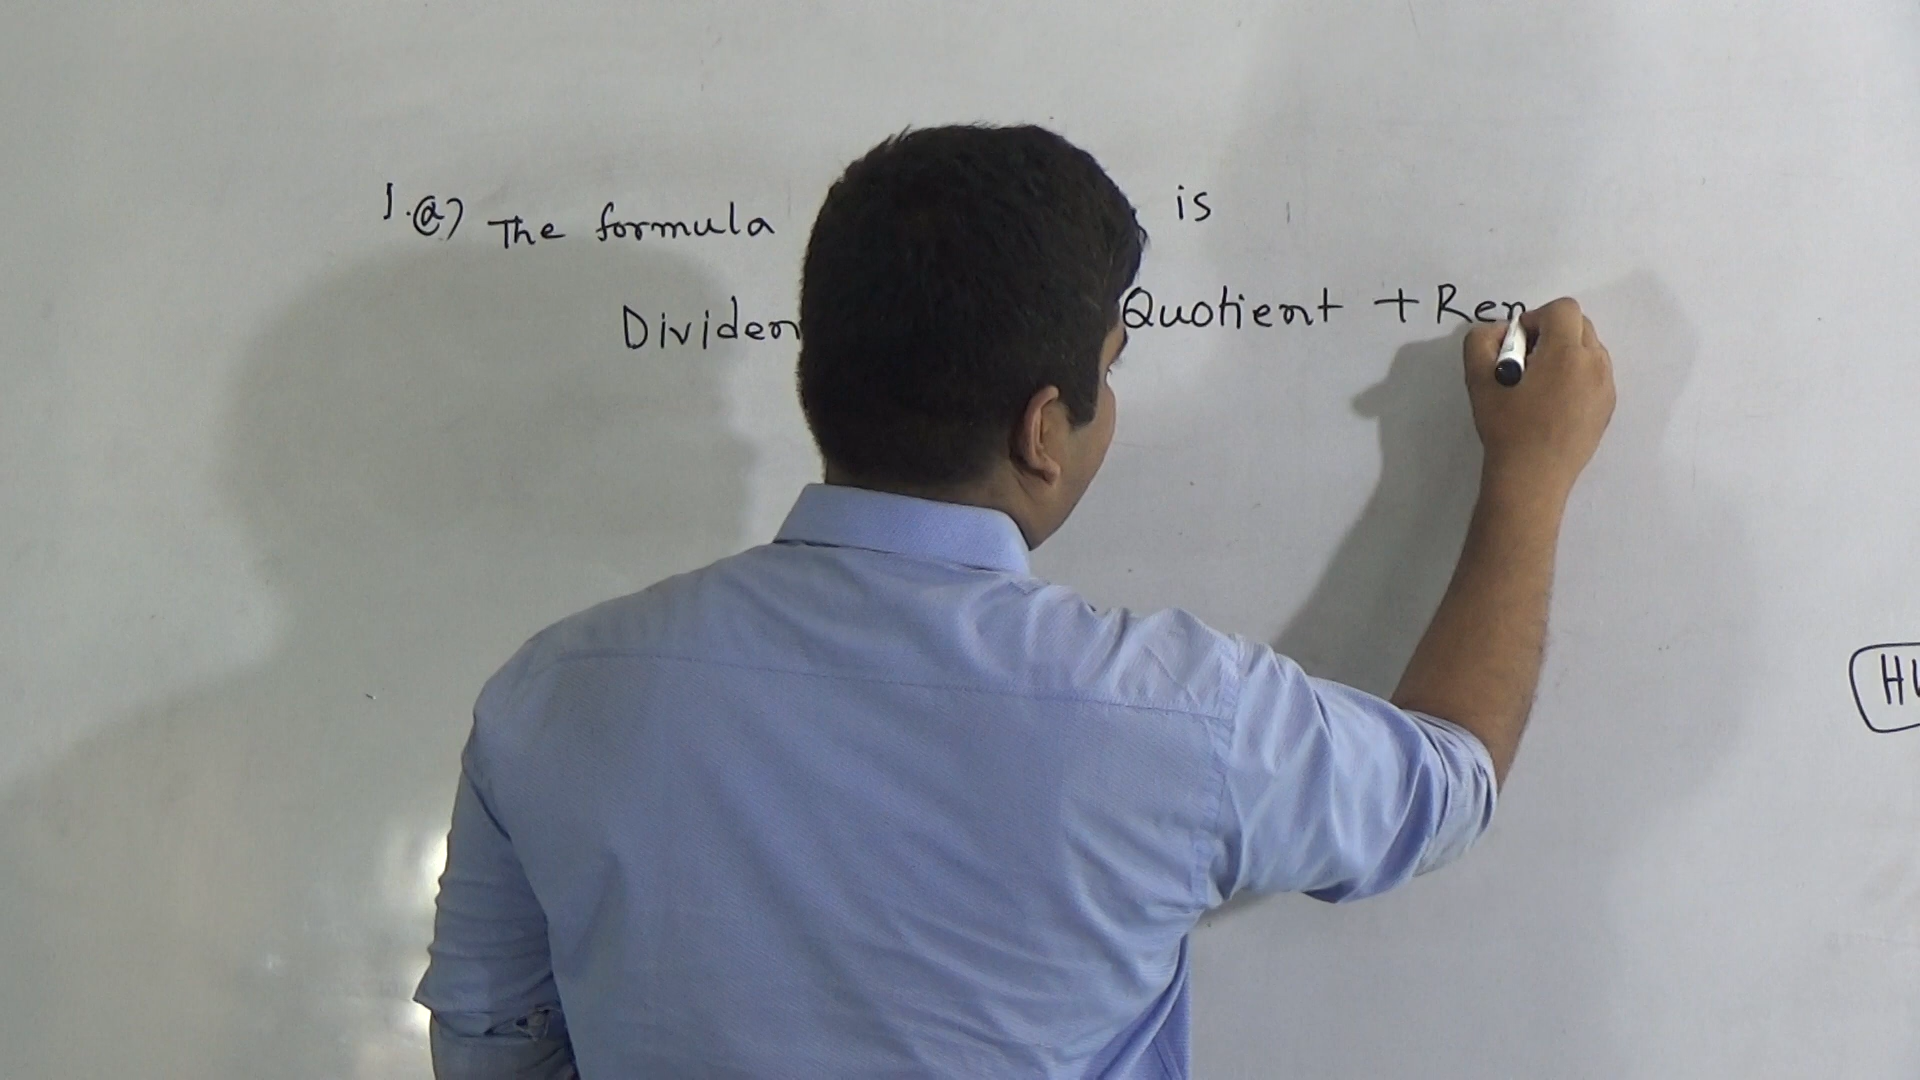 1. a) The formula is
Dividen Quotient + Rem